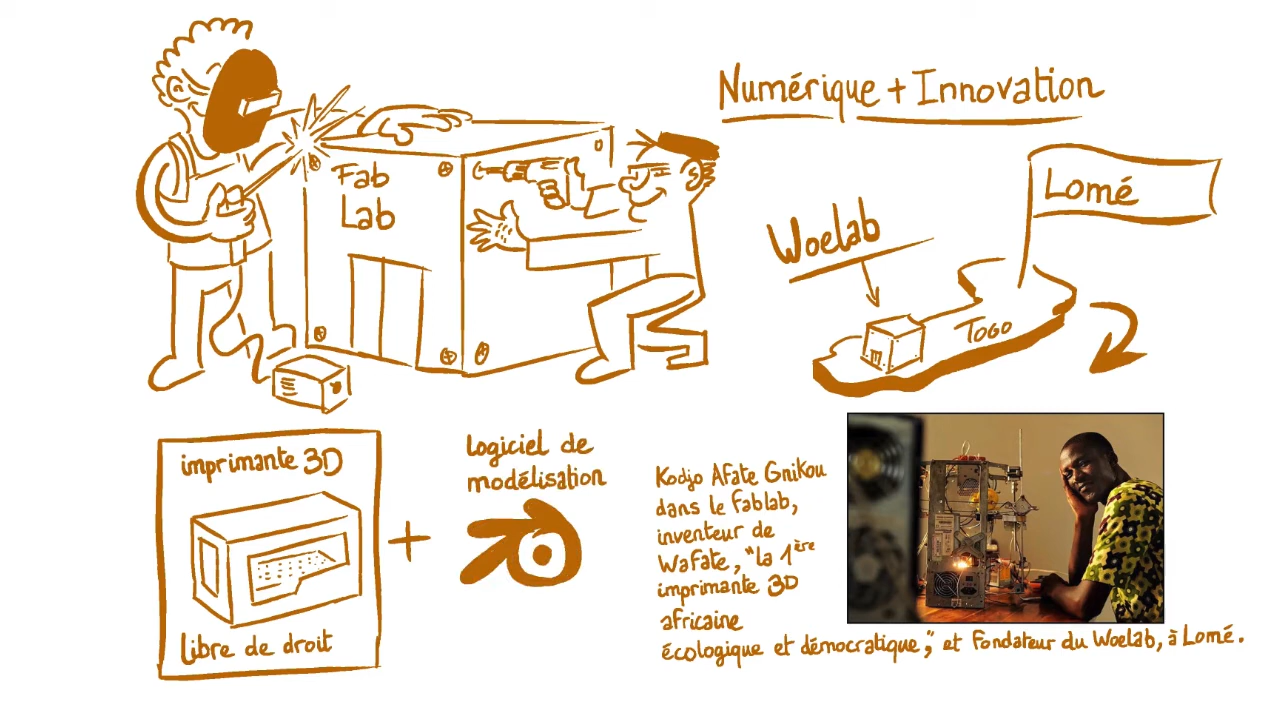 Numérique + Innovation
Fab
Lab
Lomé
Woelab
TOGO
imprimante 3D
libre de droit
+
logiciel de
modélisation
Kodjo Afate Gnikou
dans le fablab,
inventeur de
Wafate, "la 1ère
imprimante 3D
africaine
écologique et démocratique," et fondateur du Woelab, à Lomé.